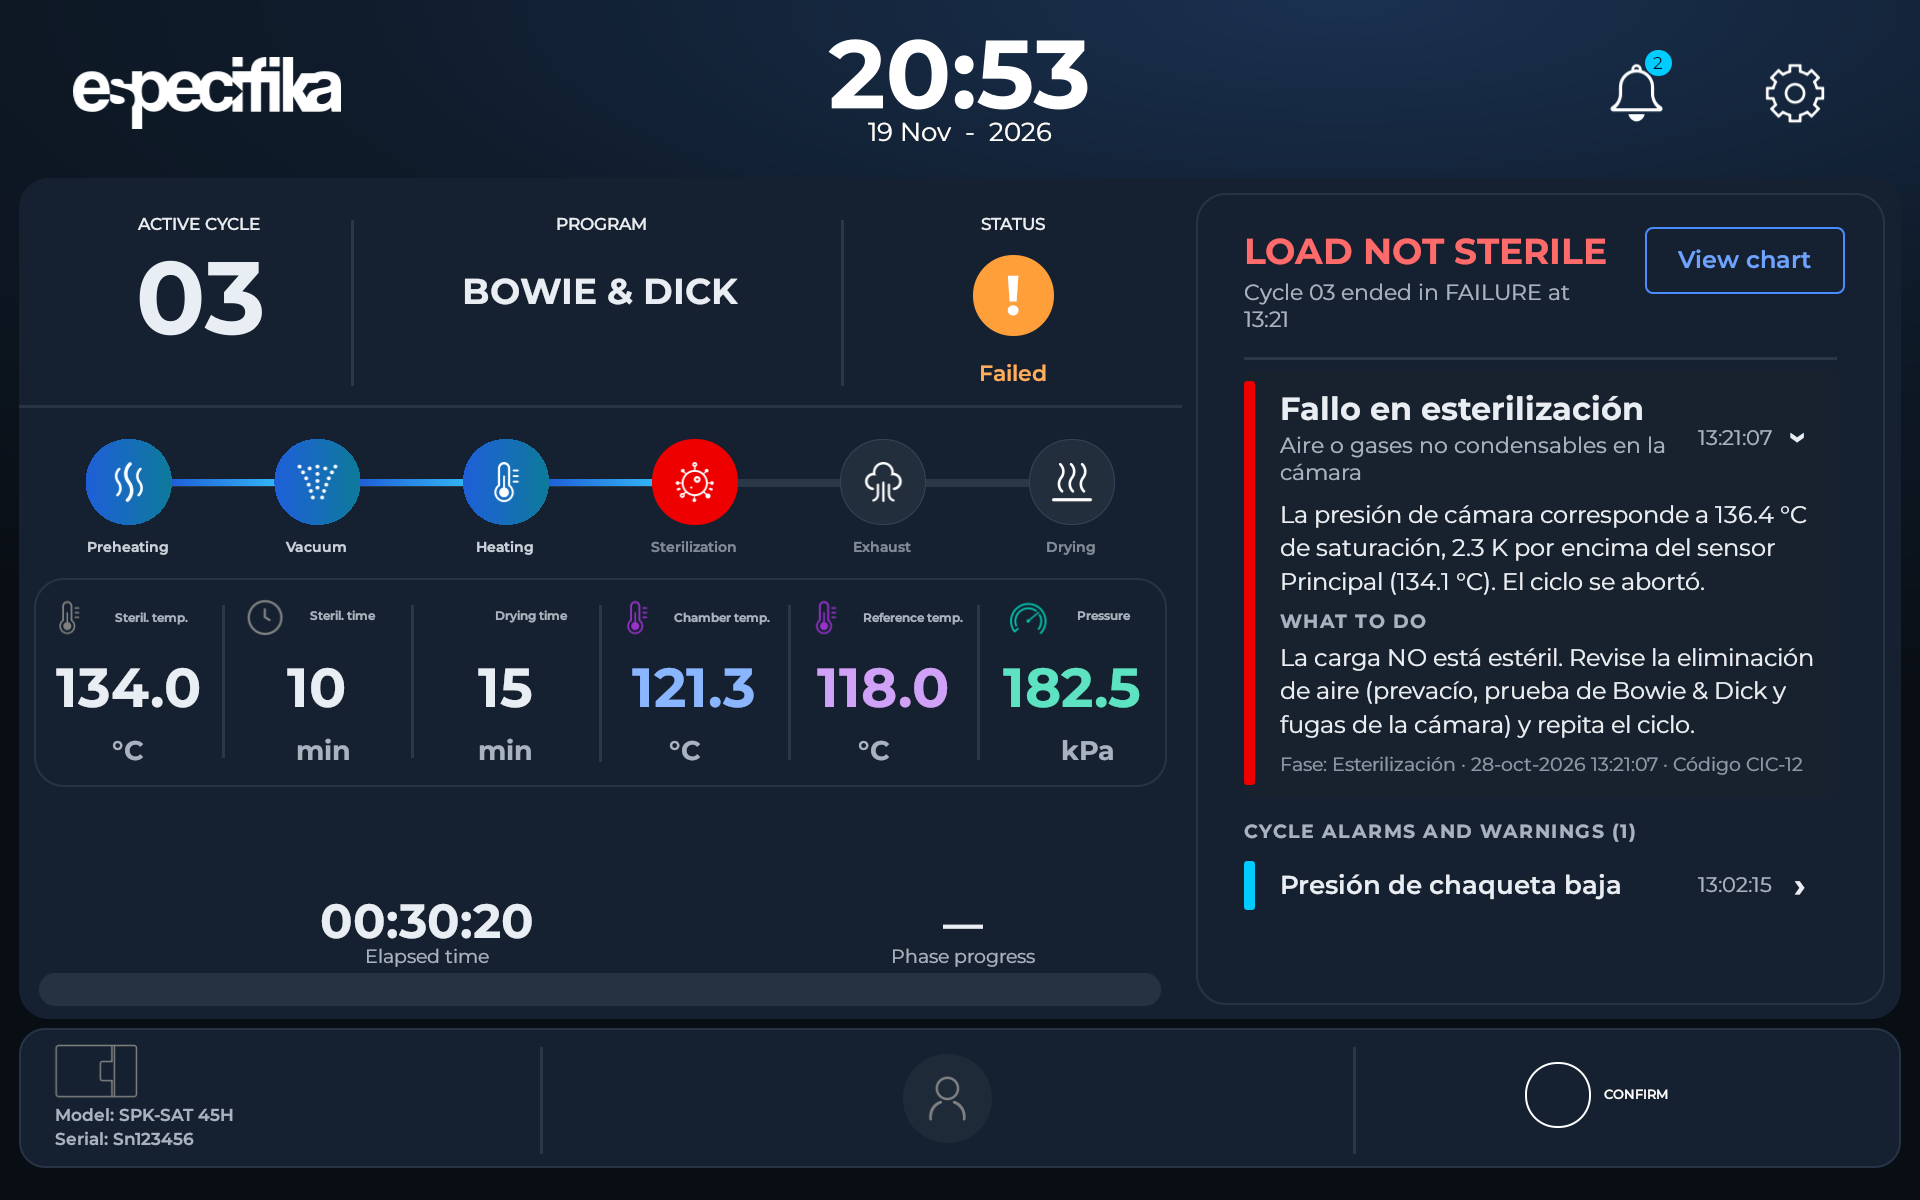 especifika
20:53
19 Nov - 2026
2
ACTIVE CYCLE
03
PROGRAM
BOWIE & DICK
STATUS
!
Failed
Preheating
Vacuum
Heating
Sterilization
Exhaust
Drying
Steril. temp.
134.0
°C
Steril. time
10
min
Drying time
15
min
Chamber temp.
121.3
°C
Reference temp.
118.0
°C
Pressure
182.5
kPa
00:30:20
Elapsed time
—
Phase progress
LOAD NOT STERILE
Cycle 03 ended in FAILURE at
13:21
View chart
Fallo en esterilización
Aire o gases no condensables en la
cámara
13:21:07
La presión de cámara corresponde a 136.4 °C
de saturación, 2.3 K por encima del sensor
Principal (134.1 °C). El ciclo se abortó.
WHAT TO DO
La carga NO está estéril. Revise la eliminación
de aire (prevacío, prueba de Bowie & Dick y
fugas de la cámara) y repita el ciclo.
Fase: Esterilización · 28-oct-2026 13:21:07 · Código CIC-12
CYCLE ALARMS AND WARNINGS (1)
Presión de chaqueta baja
13:02:15
Model: SPK-SAT 45H
Serial: Sn123456
CONFIRM